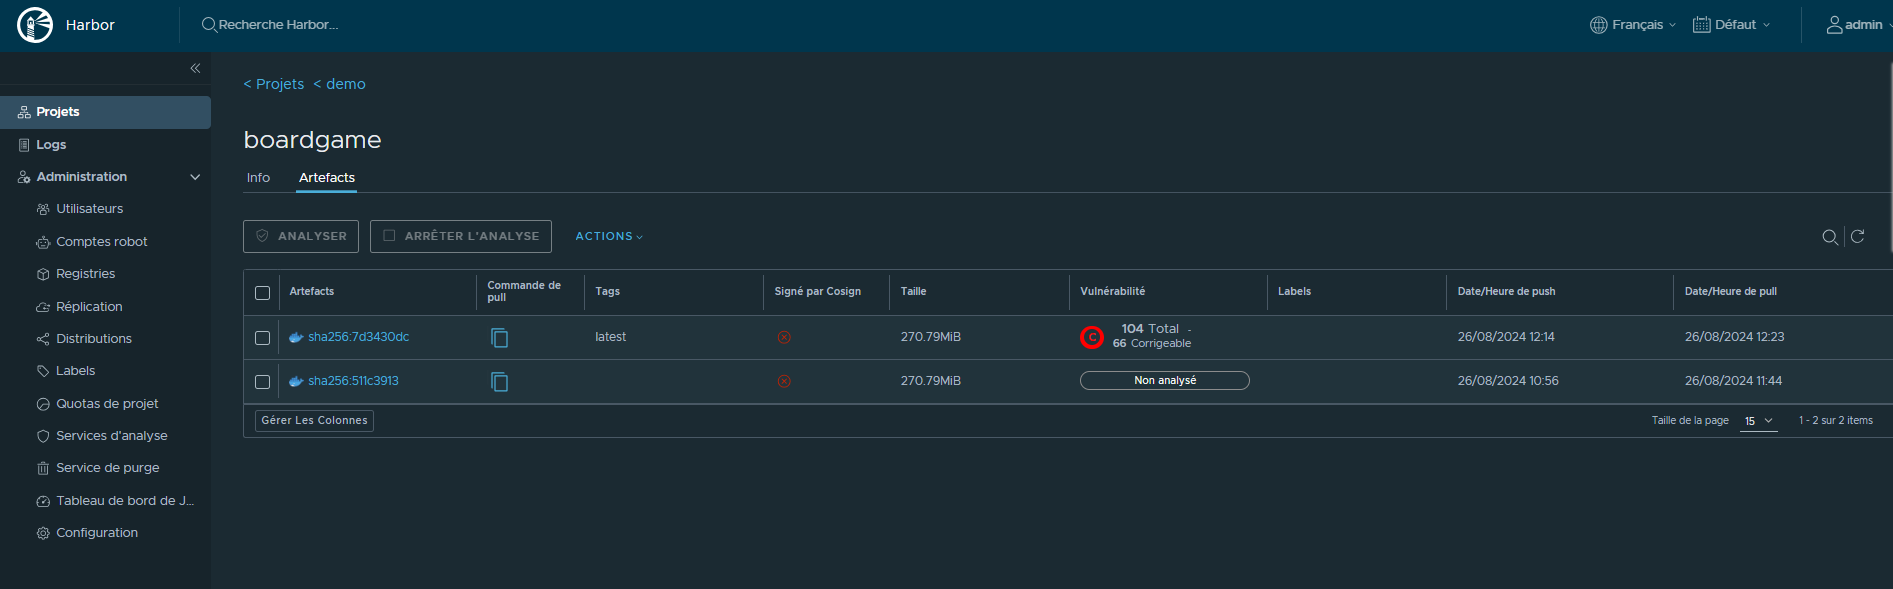 Harbor
Recherche Harbor...
Français
Défaut
admin
Projets
Logs
Administration
Utilisateurs
Comptes robot
Registries
Réplication
Distributions
Labels
Quotas de projet
Services d'analyse
Service de purge
Tableau de bord de J...
Configuration
< Projets < demo
boardgame
Info Artefacts
ANALYSER ARRÊTER L'ANALYSE ACTIONS
Artefacts Commande de pull Tags Signé par Cosign Taille Vulnérabilité Labels Date/Heure de push Date/Heure de pull
sha256:7d3430dc latest 270.79MiB C 104 Total - 66 Corrigeable 26/08/2024 12:14 26/08/2024 12:23
sha256:511c3913 270.79MiB Non analysé 26/08/2024 10:56 26/08/2024 11:44
Gérer Les Colonnes Taille de la page 15 1 - 2 sur 2 items